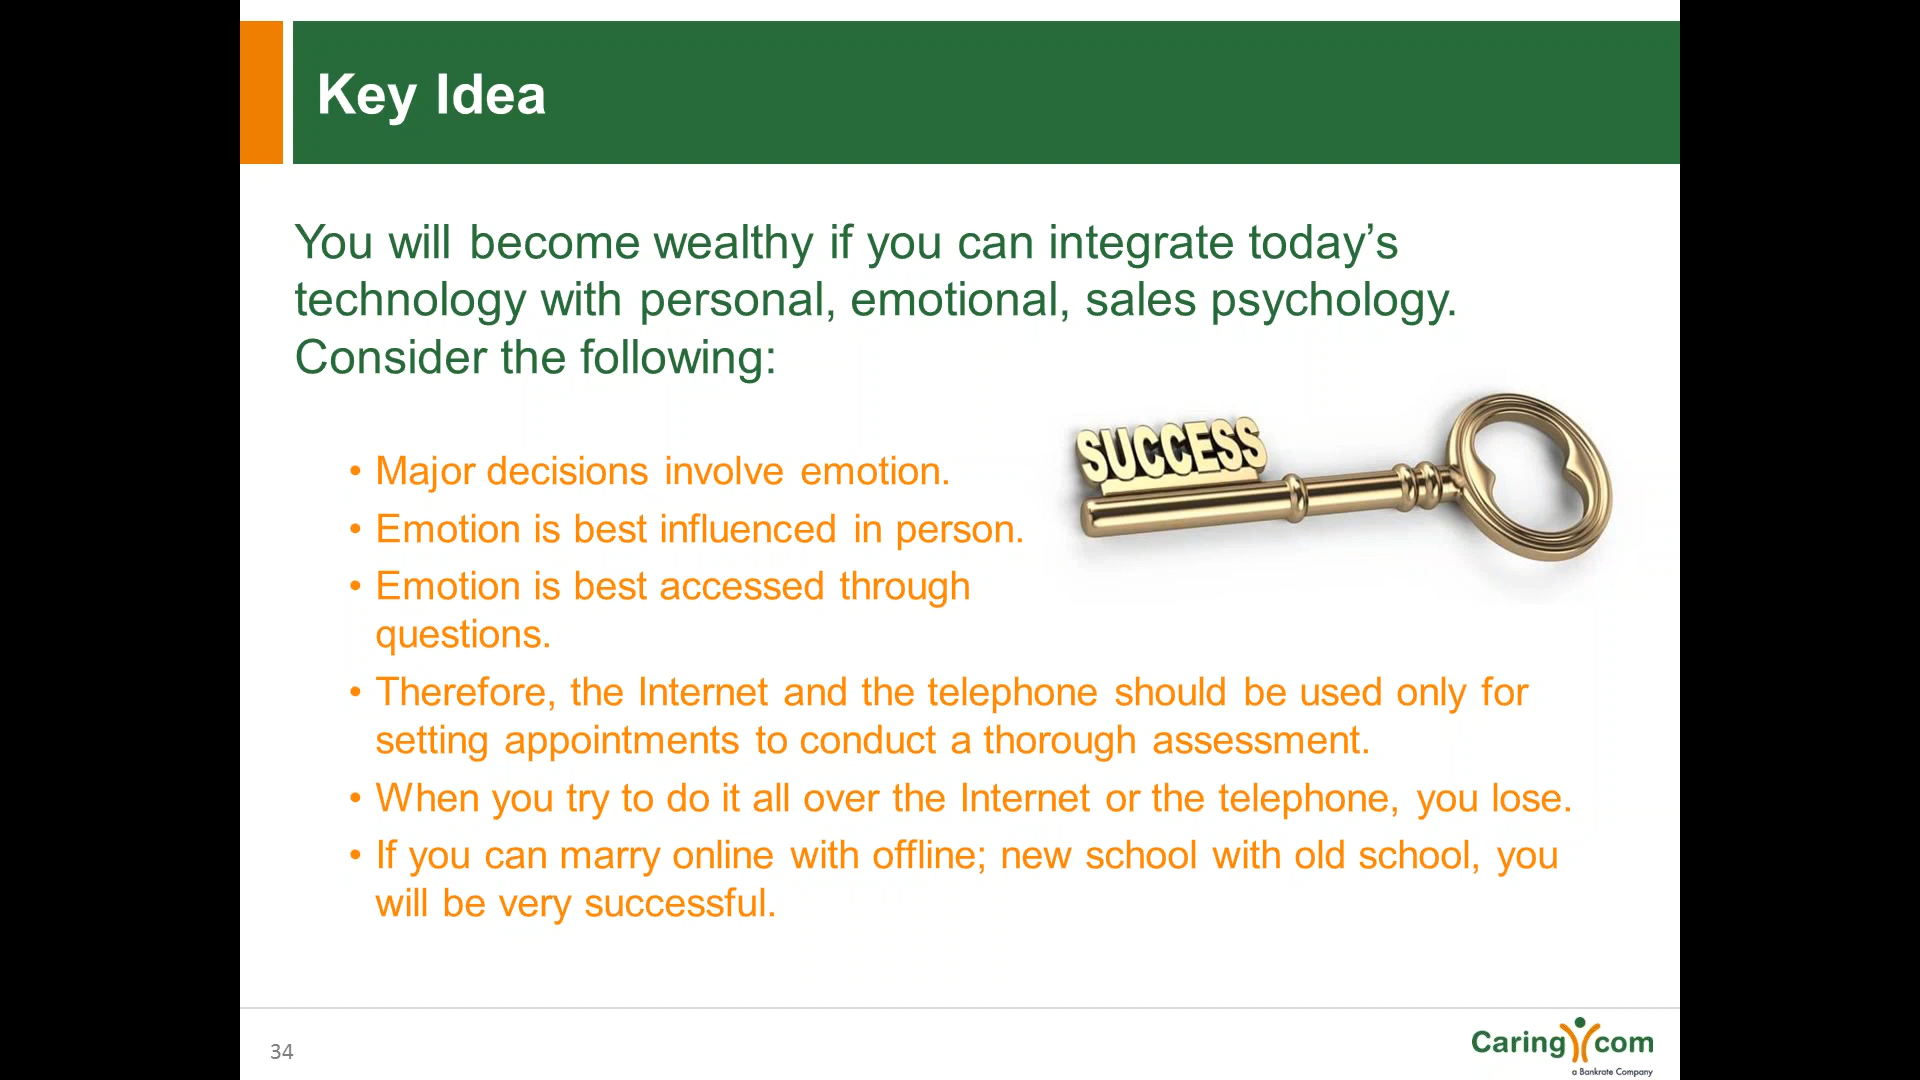 Key Idea
You will become wealthy if you can integrate today’s
technology with personal, emotional, sales psychology.
Consider the following:
SUCCESS
• Major decisions involve emotion.
• Emotion is best influenced in person.
• Emotion is best accessed through
questions.
• Therefore, the Internet and the telephone should be used only for
setting appointments to conduct a thorough assessment.
• When you try to do it all over the Internet or the telephone, you lose.
• If you can marry online with offline; new school with old school, you
will be very successful.
34
Caring com
a Bankrate Company